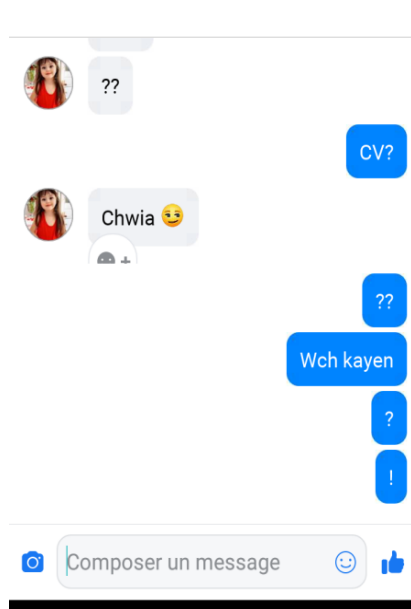 ??
CV?
Chwia 😏
??
Wch kayen
?
!
Composer un message